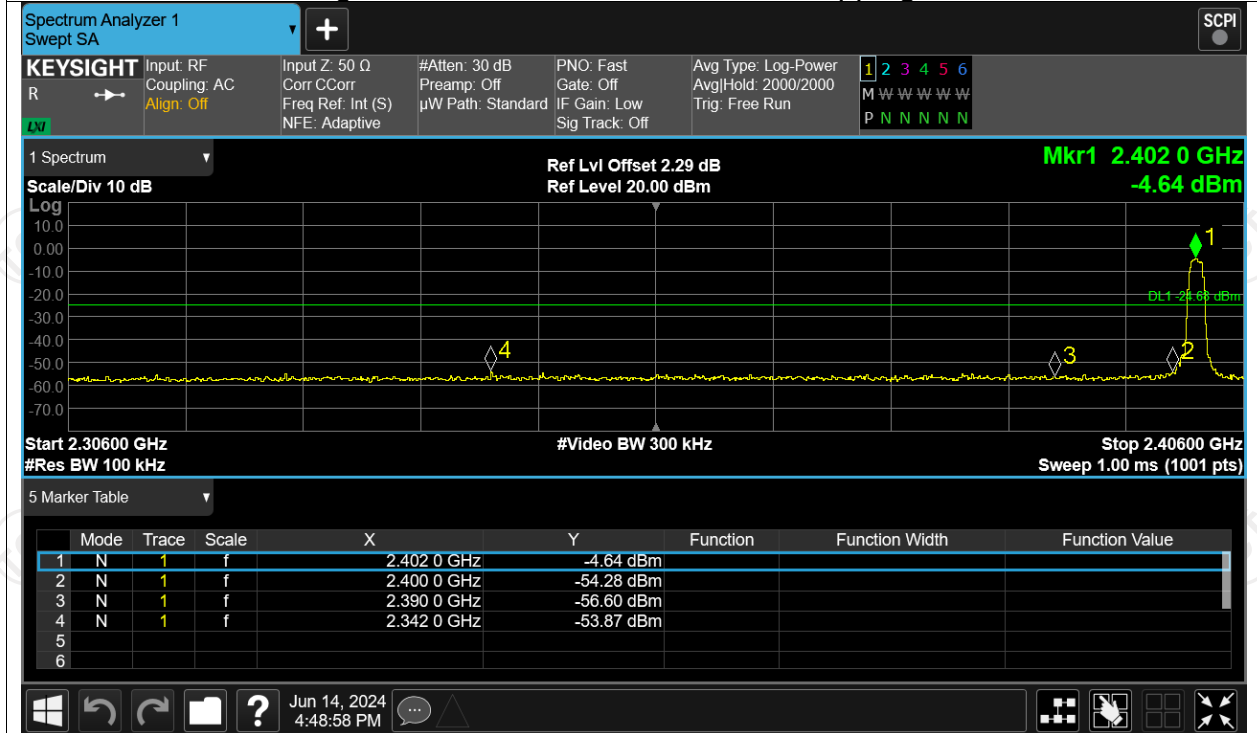 Spectrum Analyzer 1
Swept SA
+
SCPI
KEYSIGHT
R
LXI
Input: RF
Coupling: AC
Align: Off
Input Z: 50 Ω
Corr CCorr
Freq Ref: Int (S)
NFE: Adaptive
#Atten: 30 dB
Preamp: Off
µW Path: Standard
PNO: Fast
Gate: Off
IF Gain: Low
Sig Track: Off
Avg Type: Log-Power
Avg|Hold: 2000/2000
Trig: Free Run
1 2 3 4 5 6
M W W W W W
P N N N N N
1 Spectrum
Scale/Div 10 dB
Ref Lvl Offset 2.29 dB
Ref Level 20.00 dBm
Mkr1 2.402 0 GHz
-4.64 dBm
Log
10.0
0.00
-10.0
-20.0
-30.0
-40.0
-50.0
-60.0
-70.0
1
DL1 -24.68 dBm
4
3
2
Start 2.30600 GHz
#Res BW 100 kHz
#Video BW 300 kHz
Stop 2.40600 GHz
Sweep 1.00 ms (1001 pts)
5 Marker Table
Mode Trace Scale X Y Function Function Width Function Value
1 N 1 f 2.402 0 GHz -4.64 dBm
2 N 1 f 2.400 0 GHz -54.28 dBm
3 N 1 f 2.390 0 GHz -56.60 dBm
4 N 1 f 2.342 0 GHz -53.87 dBm
5
6
?
Jun 14, 2024
4:48:58 PM